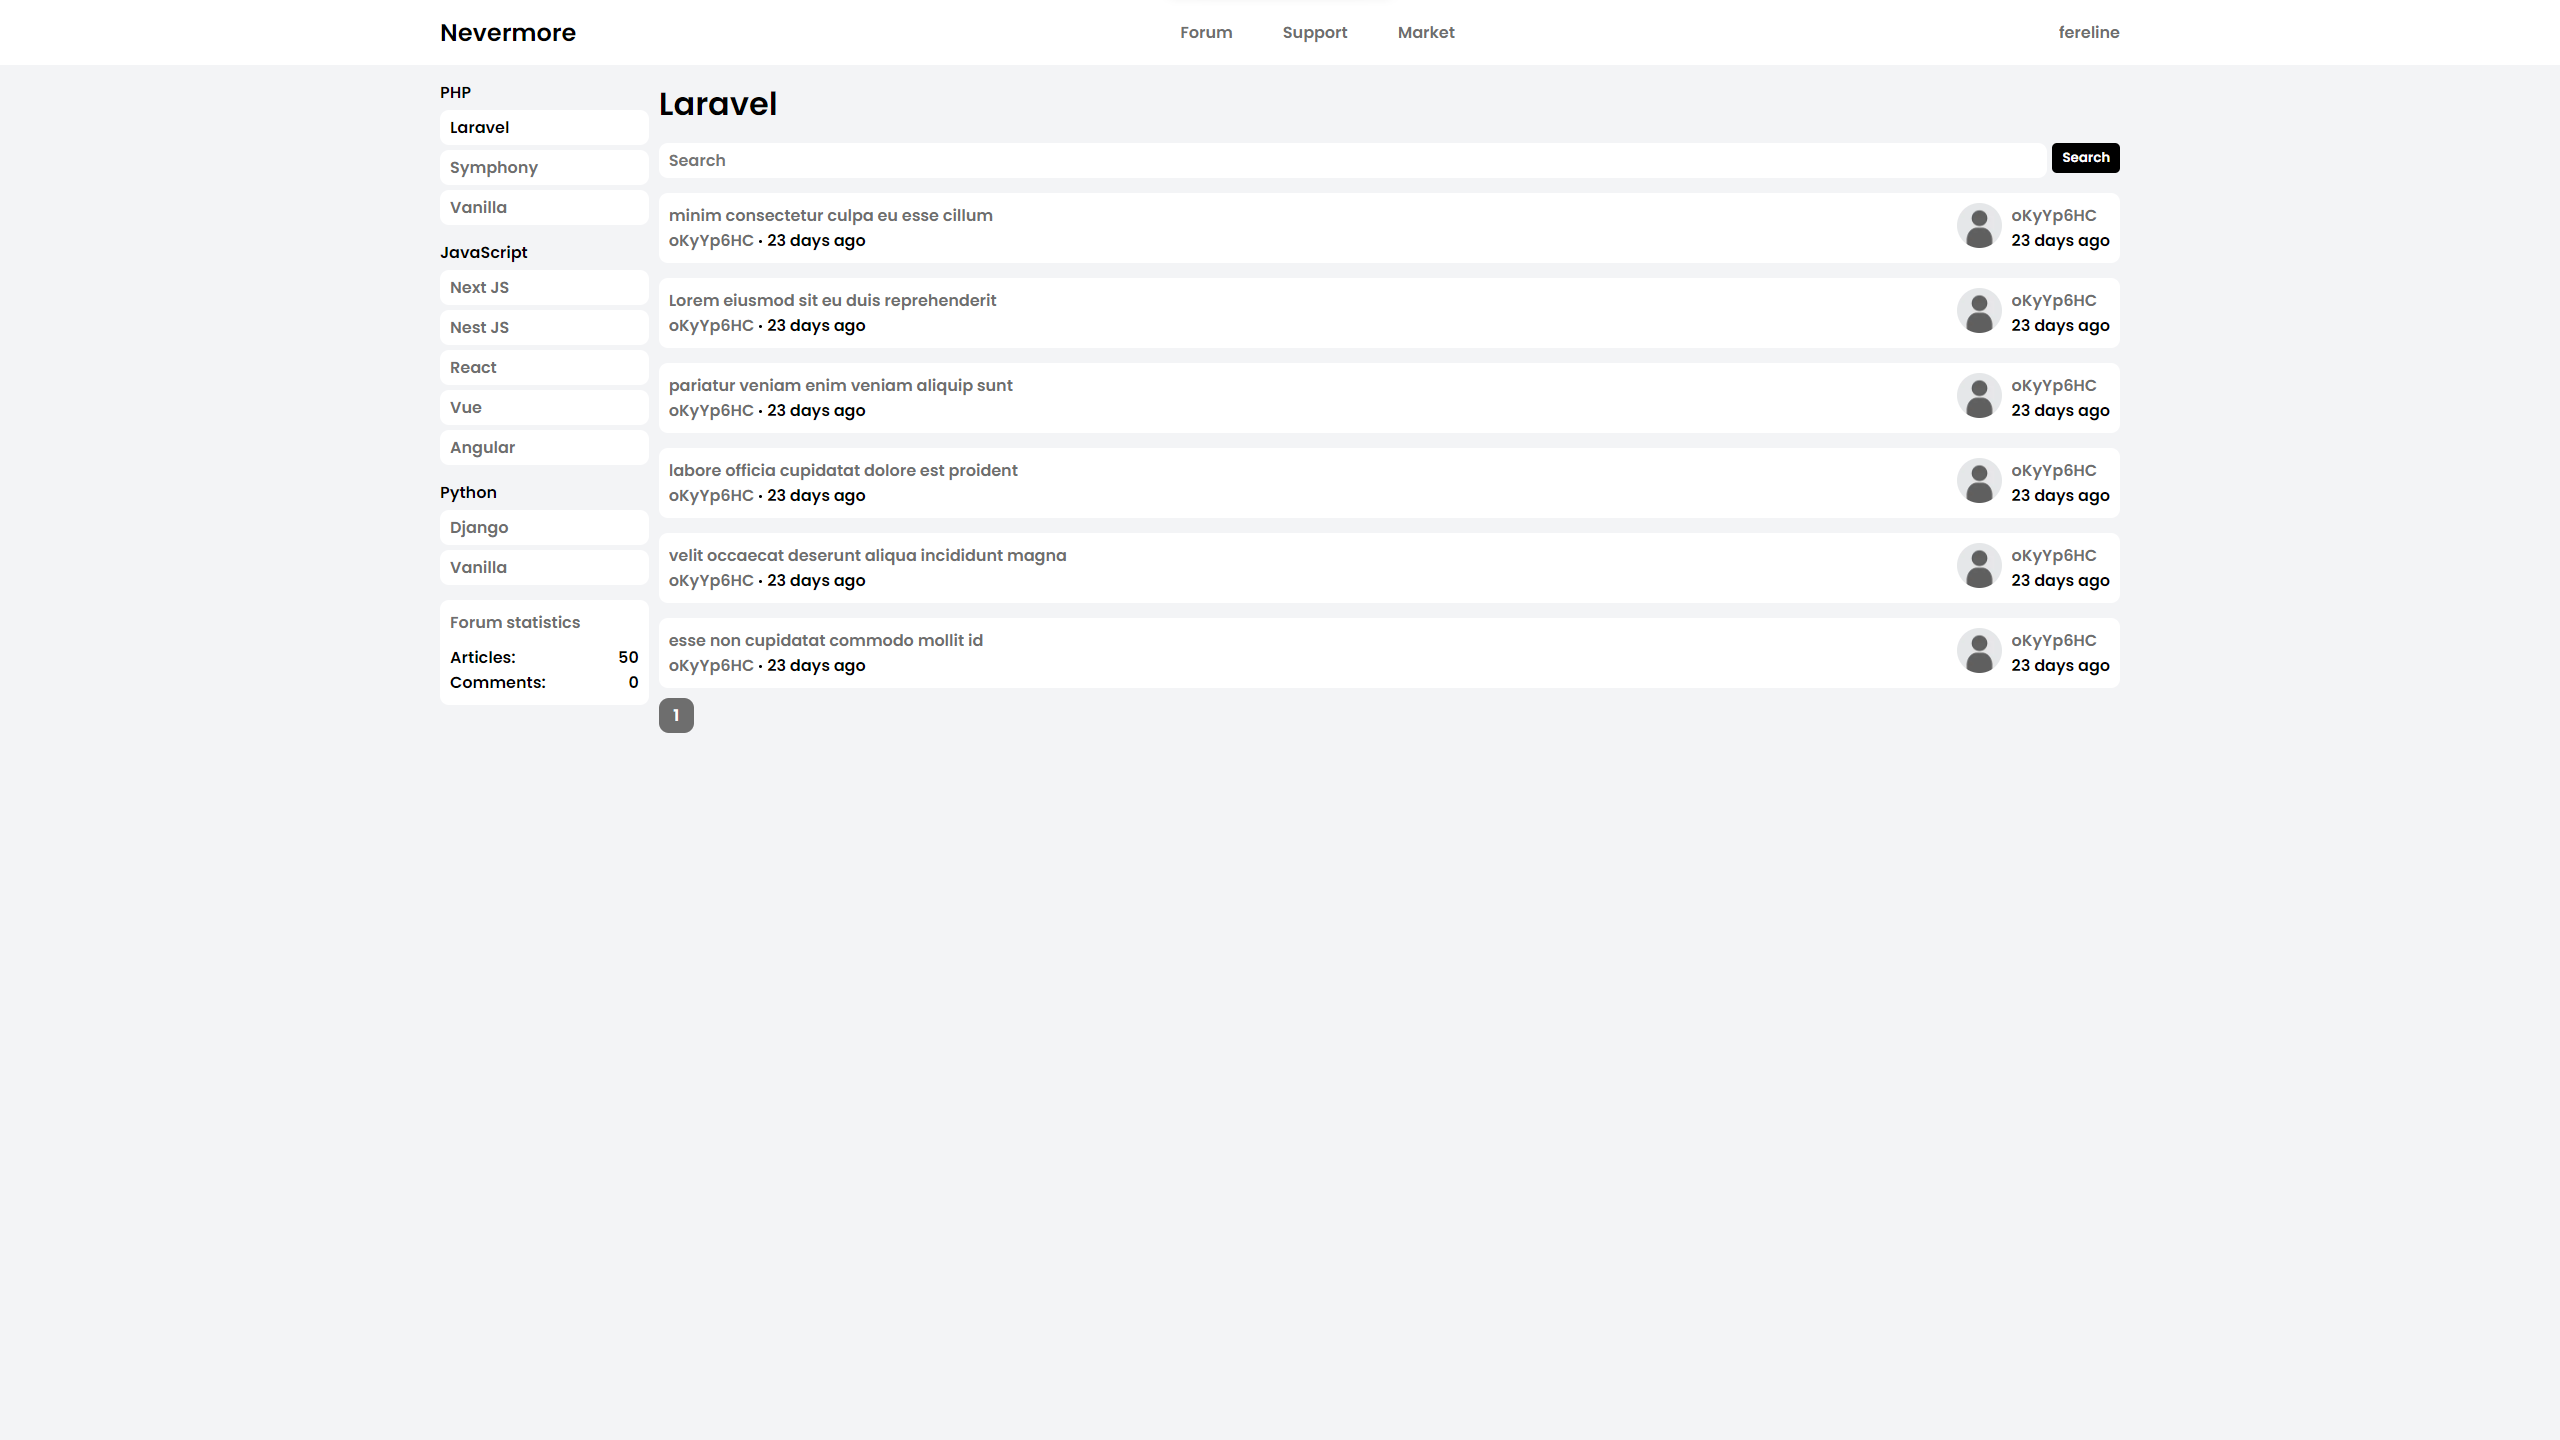 Nevermore
Forum
Support
Market
fereline
PHP
Laravel
Symphony
Vanilla
JavaScript
Next JS
Nest JS
React
Vue
Angular
Python
Django
Vanilla
Forum statistics
Articles: 50
Comments: 0
Laravel
Search
Search
minim consectetur culpa eu esse cillum
oKyYp6HC • 23 days ago
oKyYp6HC
23 days ago
Lorem eiusmod sit eu duis reprehenderit
oKyYp6HC • 23 days ago
oKyYp6HC
23 days ago
pariatur veniam enim veniam aliquip sunt
oKyYp6HC • 23 days ago
oKyYp6HC
23 days ago
labore officia cupidatat dolore est proident
oKyYp6HC • 23 days ago
oKyYp6HC
23 days ago
velit occaecat deserunt aliqua incididunt magna
oKyYp6HC • 23 days ago
oKyYp6HC
23 days ago
esse non cupidatat commodo mollit id
oKyYp6HC • 23 days ago
oKyYp6HC
23 days ago
1